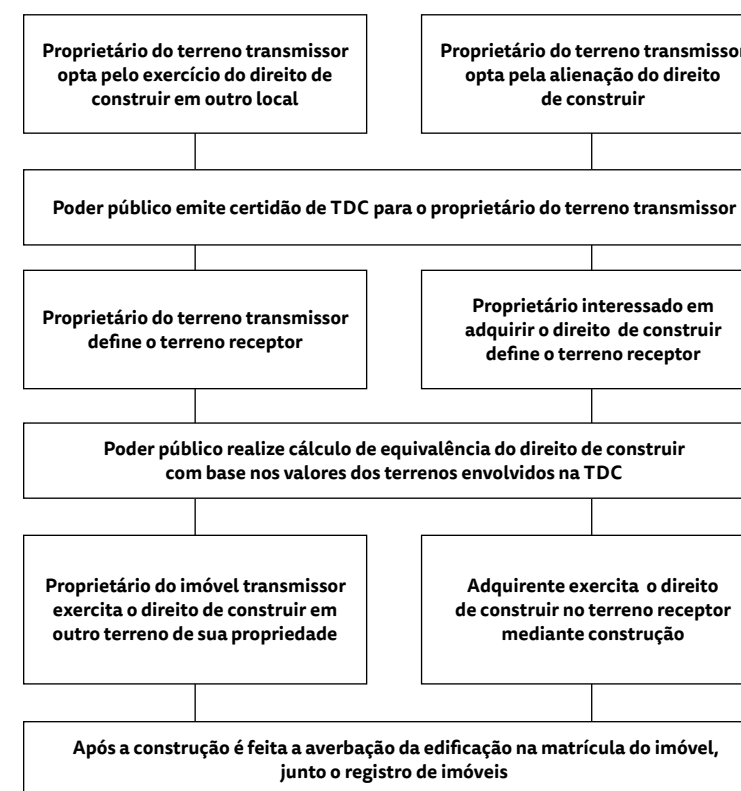 Proprietário do terreno transmissor
opta pelo exercício do direito de
construir em outro local
Proprietário do terreno transmissor
opta pela alienação do direito
de construir
Poder público emite certidão de TDC para o proprietário do terreno transmissor
Proprietário do terreno transmissor
define o terreno receptor
Proprietário interessado em
adquirir o direito de construir
define o terreno receptor
Poder público realize cálculo de equivalência do direito de construir
com base nos valores dos terrenos envolvidos na TDC
Proprietário do imóvel transmissor
exercita o direito de construir em
outro terreno de sua propriedade
Adquirente exercita o direito
de construir no terreno receptor
mediante construção
Após a construção é feita a averbação da edificação na matrícula do imóvel,
junto o registro de imóveis